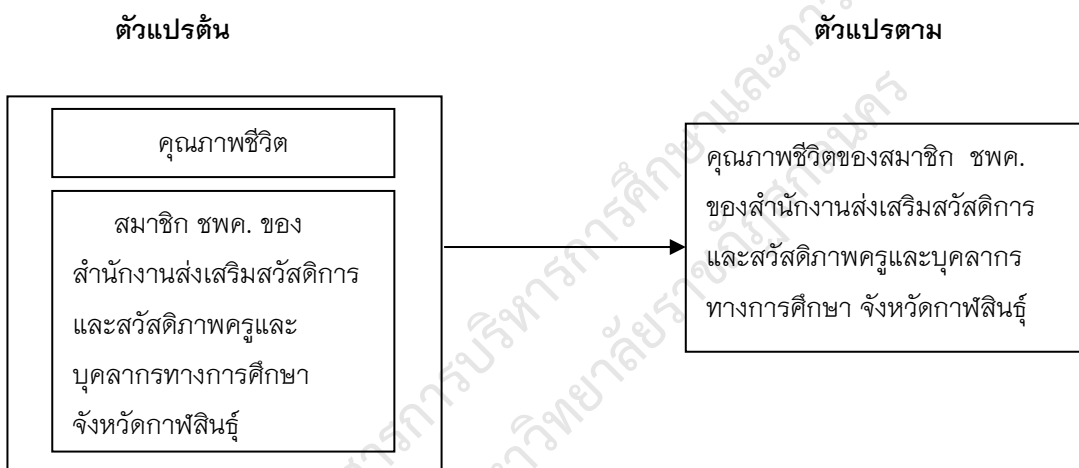 ตัวแปรต้น
ตัวแปรตาม
คุณภาพชีวิต
สมาชิก ชพค. ของ
สำนักงานส่งเสริมสวัสดิการ
และสวัสดิภาพครูและ
บุคลากรทางการศึกษา
จังหวัดกาฬสินธุ์
คุณภาพชีวิตของสมาชิก ชพค.
ของสำนักงานส่งเสริมสวัสดิการ
และสวัสดิภาพครูและบุคลากร
ทางการศึกษา จังหวัดกาฬสินธุ์